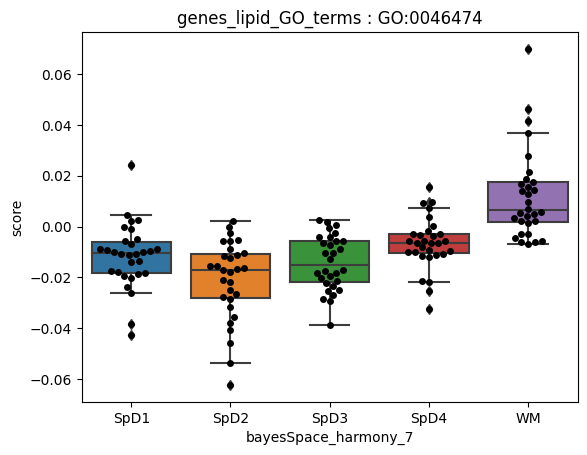 genes_lipid_GO_terms : GO:0046474
0.06
0.04
0.02
0.00
−0.02
−0.04
−0.06
score
SpD1 SpD2 SpD3 SpD4 WM
bayesSpace_harmony_7